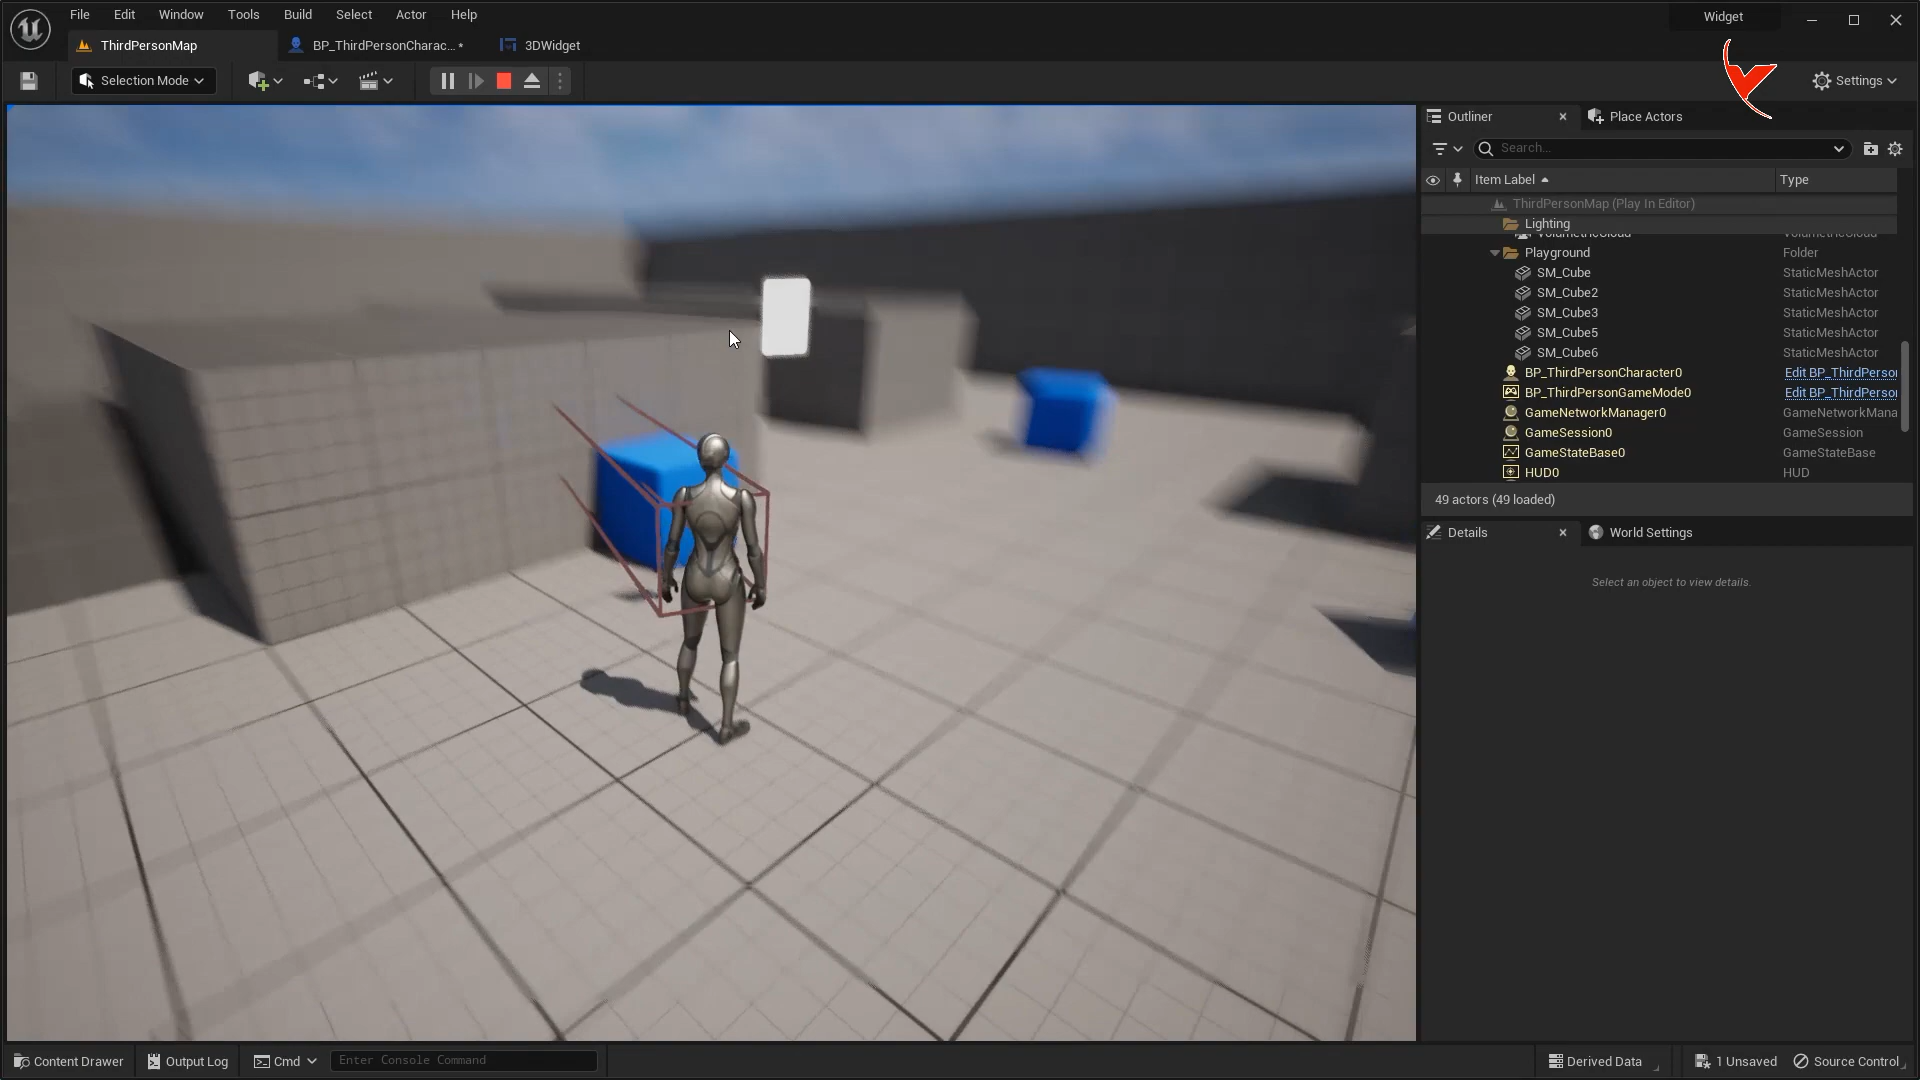 File Edit Window Tools Build Select Actor Help
Widget
ThirdPersonMap
BP_ThirdPersonCharac... *
3DWidget
Selection Mode
Settings
Outliner
Place Actors
Search...
Item Label
Type
ThirdPersonMap (Play In Editor)
Lighting
VolumetricCloud VolumetricCloud
Playground Folder
SM_Cube StaticMeshActor
SM_Cube2 StaticMeshActor
SM_Cube3 StaticMeshActor
SM_Cube5 StaticMeshActor
SM_Cube6 StaticMeshActor
BP_ThirdPersonCharacter0 Edit BP_ThirdPerso
BP_ThirdPersonGameMode0 Edit BP_ThirdPerso
GameNetworkManager0 GameNetworkMana
GameSession0 GameSession
GameStateBase0 GameStateBase
HUD0 HUD
49 actors (49 loaded)
Details
World Settings
Select an object to view details.
Content Drawer
Output Log
Cmd
Enter Console Command
Derived Data
1 Unsaved
Source Control